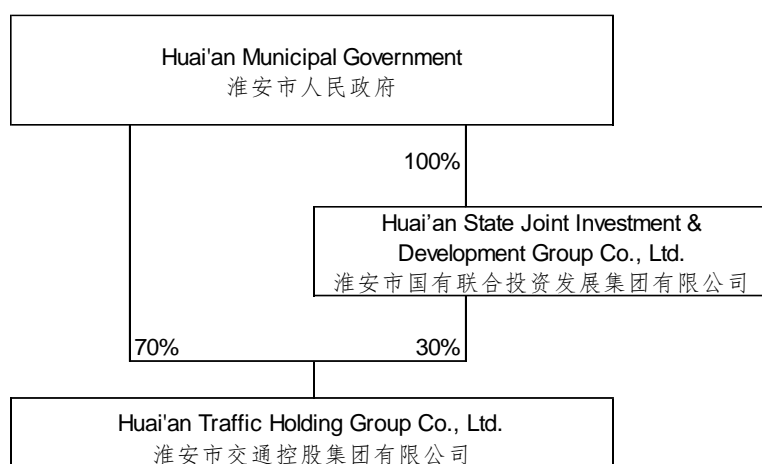 Huai'an Municipal Government
淮安市人民政府
100%
Huai’an State Joint Investment &
Development Group Co., Ltd.
淮安市国有联合投资发展集团有限公司
70%
30%
Huai'an Traffic Holding Group Co., Ltd.
淮安市交通控股集团有限公司